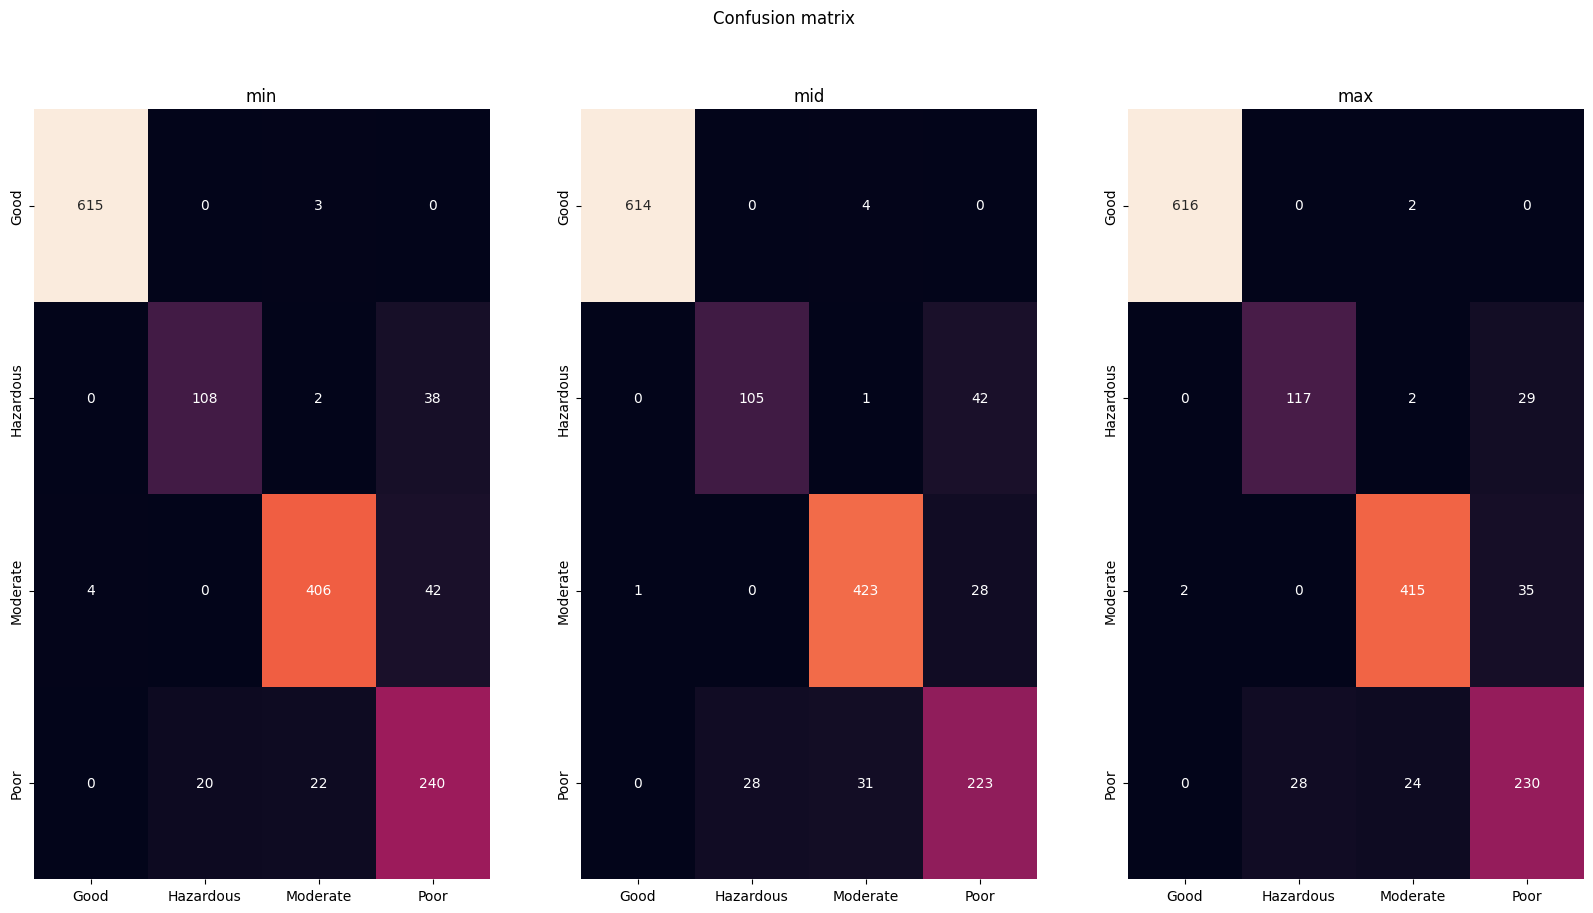 Confusion matrix
min
Good 615 0 3 0
Hazardous 0 108 2 38
Moderate 4 0 406 42
Poor 0 20 22 240
Good Hazardous Moderate Poor
mid
Good 614 0 4 0
Hazardous 0 105 1 42
Moderate 1 0 423 28
Poor 0 28 31 223
Good Hazardous Moderate Poor
max
Good 616 0 2 0
Hazardous 0 117 2 29
Moderate 2 0 415 35
Poor 0 28 24 230
Good Hazardous Moderate Poor